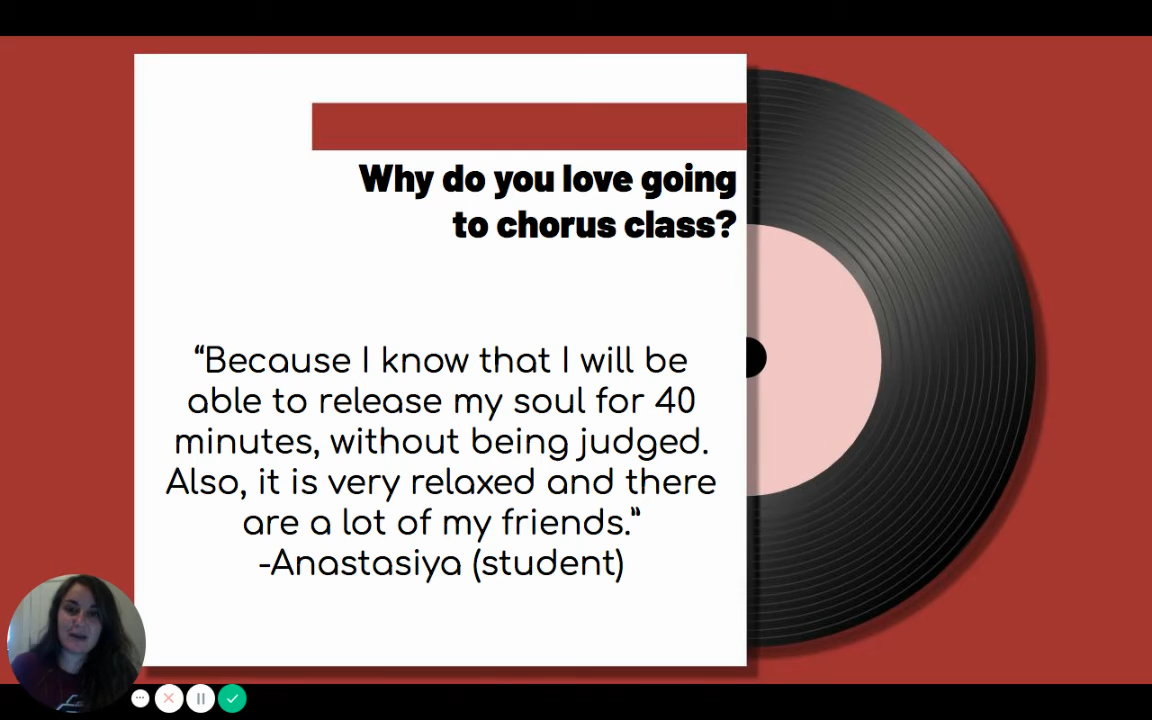 Why do you love going
to chorus class?
“Because I know that I will be
able to release my soul for 40
minutes, without being judged.
Also, it is very relaxed and there
are a lot of my friends.”
-Anastasiya (student)